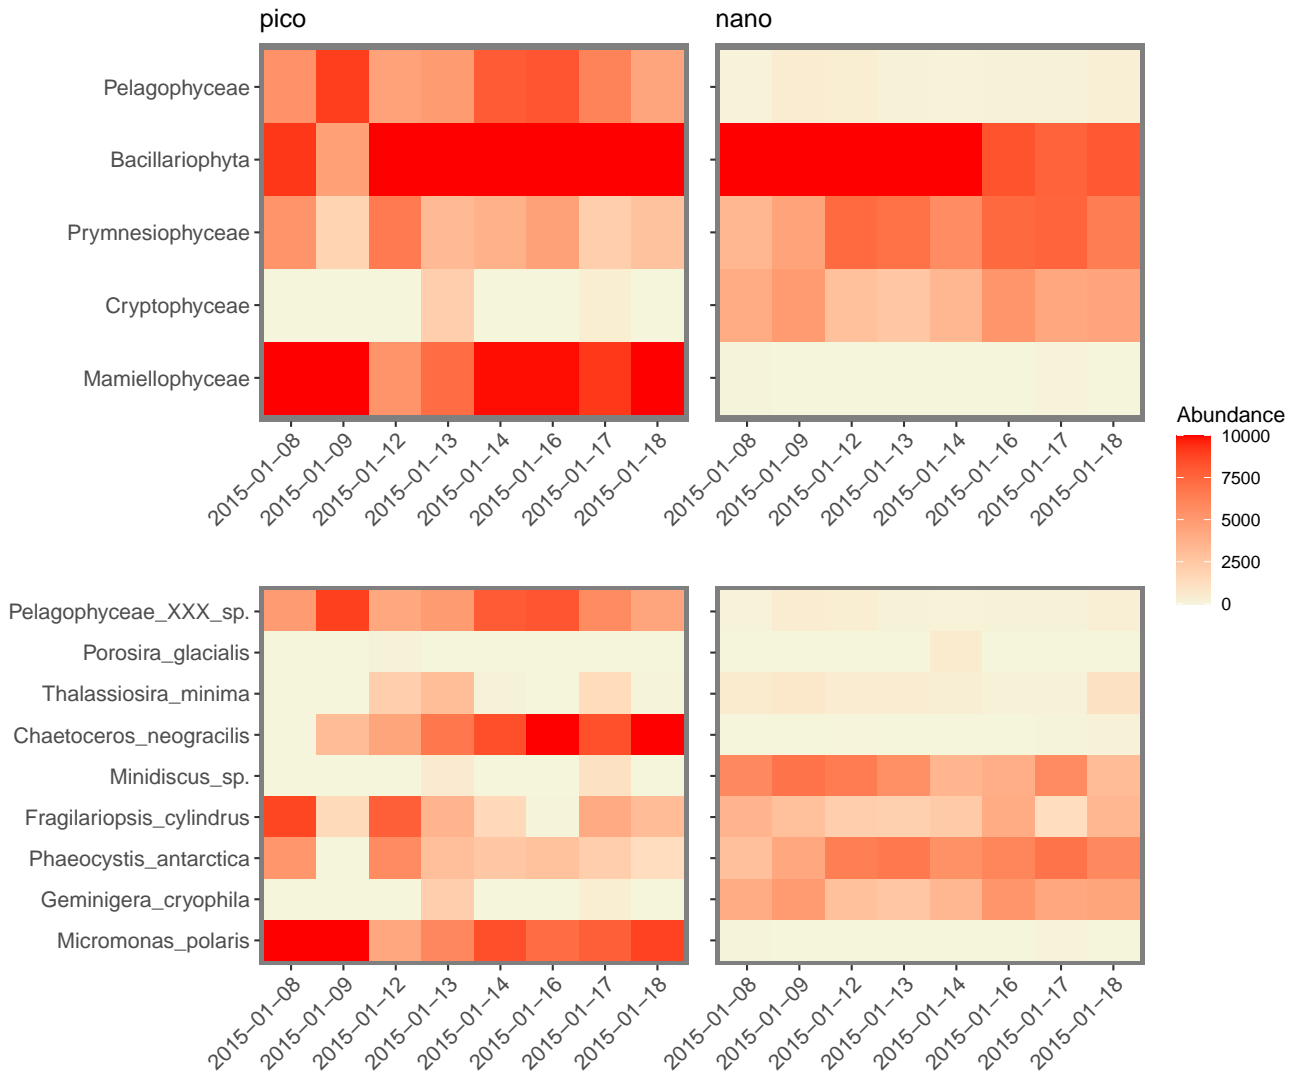 pico
nano
Pelagophyceae
Bacillariophyta
Prymnesiophyceae
Cryptophyceae
Mamiellophyceae
2015−01−08
2015−01−09
2015−01−12
2015−01−13
2015−01−14
2015−01−16
2015−01−17
2015−01−18
2015−01−08
2015−01−09
2015−01−12
2015−01−13
2015−01−14
2015−01−16
2015−01−17
2015−01−18
Abundance
10000
7500
5000
2500
0
Pelagophyceae_XXX_sp.
Porosira_glacialis
Thalassiosira_minima
Chaetoceros_neogracilis
Minidiscus_sp.
Fragilariopsis_cylindrus
Phaeocystis_antarctica
Geminigera_cryophila
Micromonas_polaris
2015−01−08
2015−01−09
2015−01−12
2015−01−13
2015−01−14
2015−01−16
2015−01−17
2015−01−18
2015−01−08
2015−01−09
2015−01−12
2015−01−13
2015−01−14
2015−01−16
2015−01−17
2015−01−18